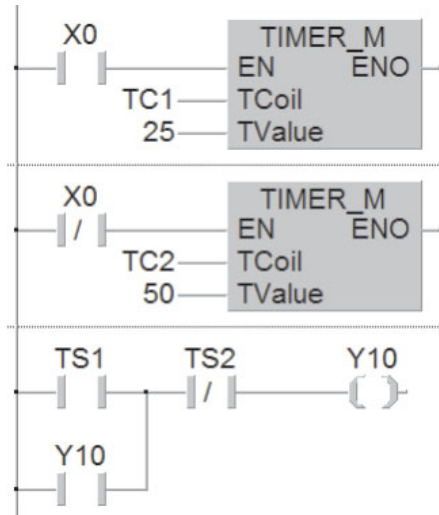 X0
TIMER_M
EN ENO
TC1 TCoil
25 TValue
X0
TIMER_M
EN ENO
TC2 TCoil
50 TValue
TS1 TS2 Y10
Y10